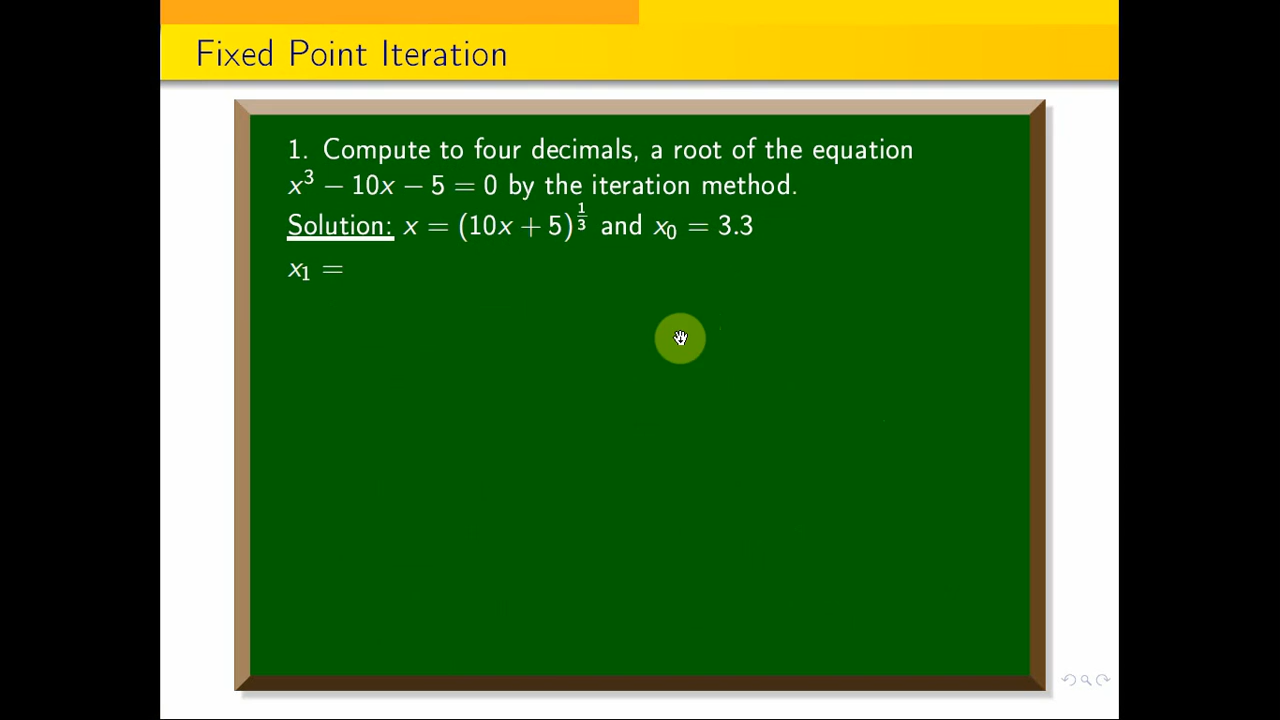 Fixed Point Iteration
1. Compute to four decimals, a root of the equation
x³ − 10x − 5 = 0 by the iteration method.
Solution: x = (10x + 5)^{1/3} and x₀ = 3.3
x₁ =